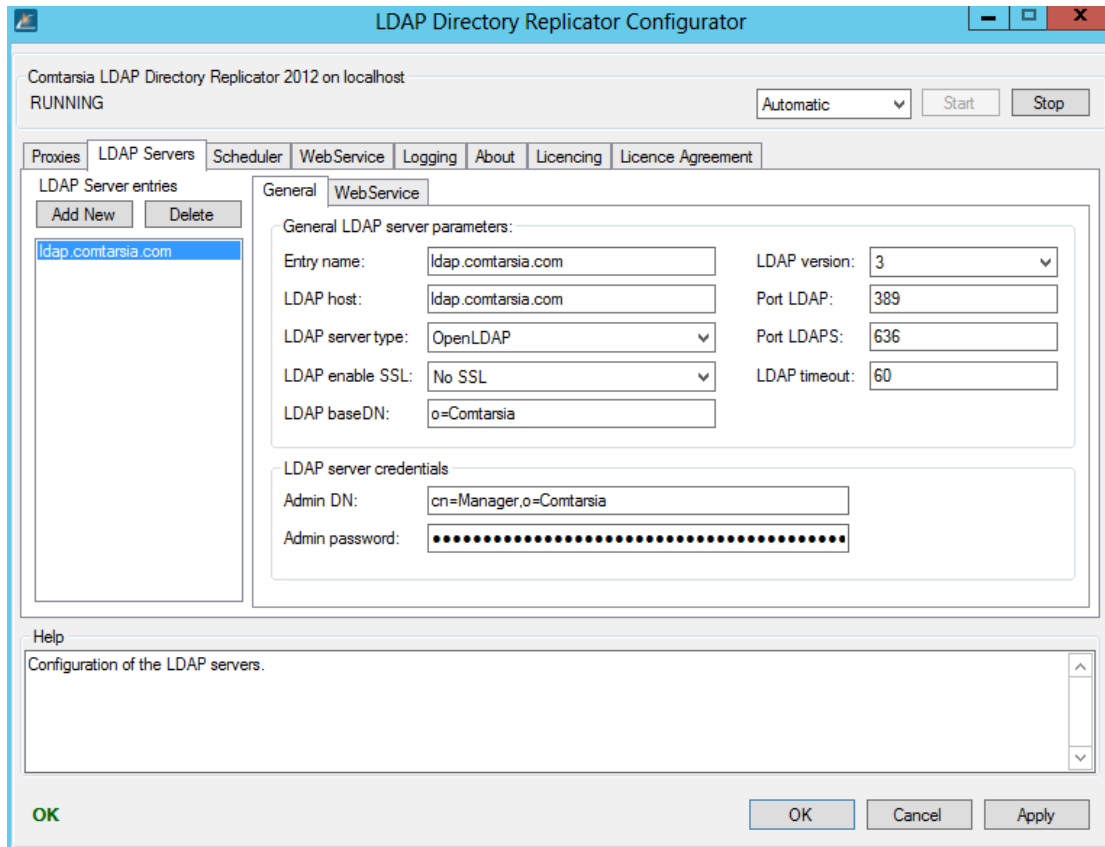 LDAP Directory Replicator Configurator
Comtarsia LDAP Directory Replicator 2012 on localhost
RUNNING
Automatic
Start
Stop
Proxies
LDAP Servers
Scheduler
WebService
Logging
About
Licencing
Licence Agreement
LDAP Server entries
Add New
Delete
ldap.comtarsia.com
General
WebService
General LDAP server parameters:
Entry name: ldap.comtarsia.com
LDAP version: 3
LDAP host: ldap.comtarsia.com
Port LDAP: 389
LDAP server type: OpenLDAP
Port LDAPS: 636
LDAP enable SSL: No SSL
LDAP timeout: 60
LDAP baseDN: o=Comtarsia
LDAP server credentials
Admin DN: cn=Manager,o=Comtarsia
Admin password:
Help
Configuration of the LDAP servers.
OK
OK
Cancel
Apply